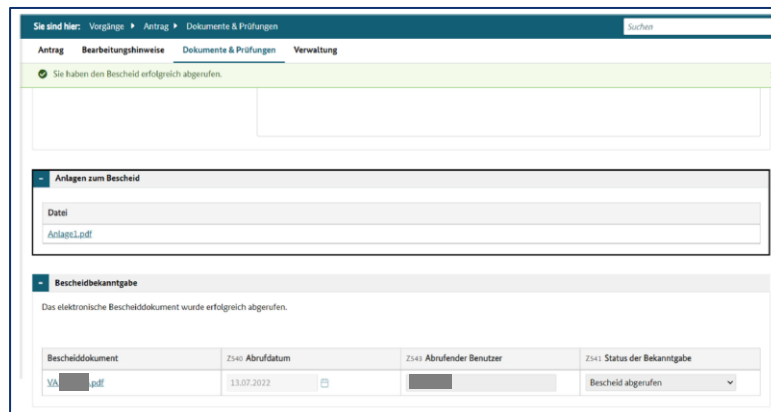 Sie sind hier: Vorgänge Antrag Dokumente & Prüfungen Suchen
Antrag Bearbeitungshinweise Dokumente & Prüfungen Verwaltung
Sie haben den Bescheid erfolgreich abgerufen.
Anlagen zum Bescheid
Datei
Anlage1.pdf
Bescheidbekanntgabe
Das elektronische Bescheiddokument wurde erfolgreich abgerufen.
Bescheiddokument Z540 Abrufdatum Z543 Abrufender Benutzer Z541 Status der Bekanntgabe
VA .pdf 13.07.2022 Bescheid abgerufen